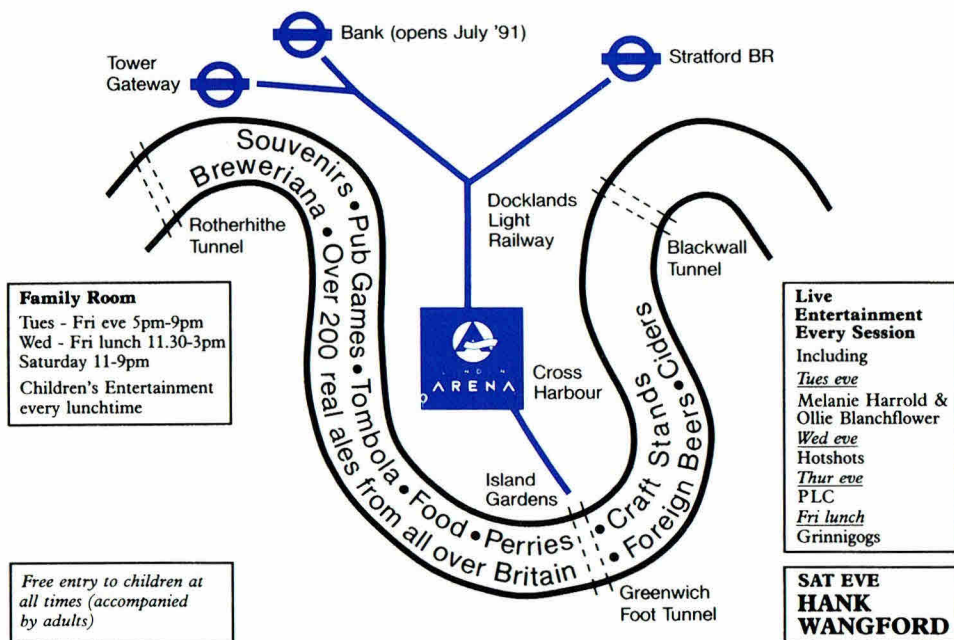 Bank (opens July '91)
Tower
Gateway
Stratford BR
Souvenirs • Pub Games • Tombola • Food • Perries • Craft Stands
Breweriana • Over 200 real ales from all over Britain • Foreign Beers • Ciders
Rotherhithe
Tunnel
Docklands
Light
Railway
Blackwall
Tunnel
Family Room
Tues - Fri eve 5pm-9pm
Wed - Fri lunch 11.30-3pm
Saturday 11-9pm
Children's Entertainment
every lunchtime
ARENA
Cross
Harbour
Island
Gardens
Greenwich
Foot Tunnel
Live
Entertainment
Every Session
Including
Tues eve
Melanie Harrold &
Ollie Blanchflower
Wed eve
Hotshots
Thur eve
PLC
Fri lunch
Grinnigogs
Free entry to children at
all times (accompanied
by adults)
SAT EVE
HANK
WANGFORD